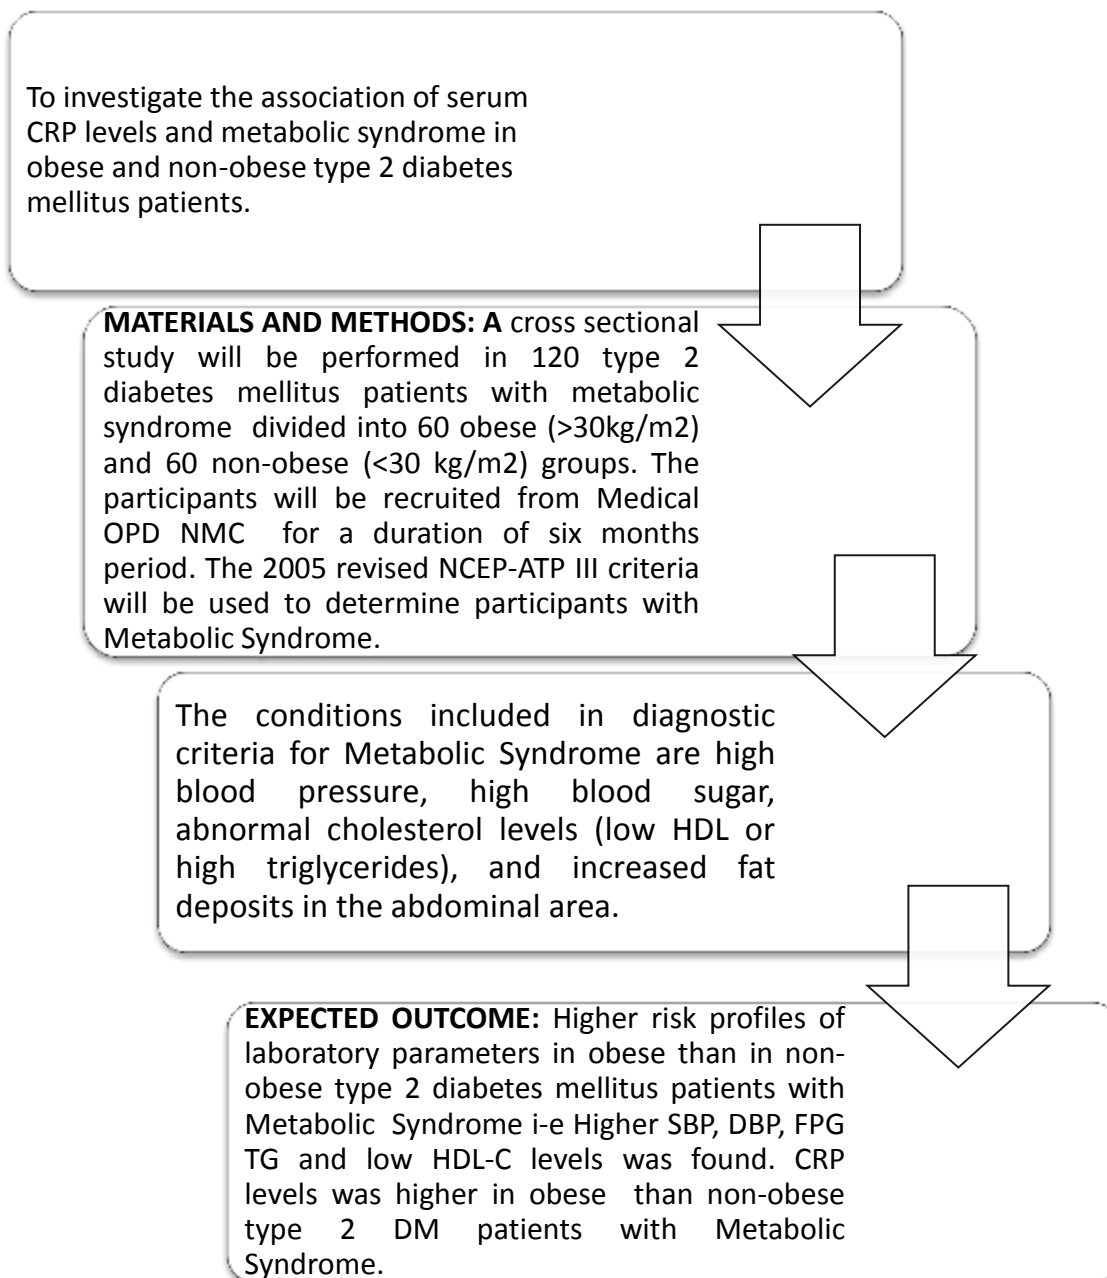 To investigate the association of serum
CRP levels and metabolic syndrome in
obese and non-obese type 2 diabetes
mellitus patients.
MATERIALS AND METHODS: A cross sectional
study will be performed in 120 type 2
diabetes mellitus patients with metabolic
syndrome divided into 60 obese (>30kg/m2)
and 60 non-obese (<30 kg/m2) groups. The
participants will be recruited from Medical
OPD NMC for a duration of six months
period. The 2005 revised NCEP-ATP III criteria
will be used to determine participants with
Metabolic Syndrome.
The conditions included in diagnostic
criteria for Metabolic Syndrome are high
blood pressure, high blood sugar,
abnormal cholesterol levels (low HDL or
high triglycerides), and increased fat
deposits in the abdominal area.
EXPECTED OUTCOME: Higher risk profiles of
laboratory parameters in obese than in non-
obese type 2 diabetes mellitus patients with
Metabolic Syndrome i-e Higher SBP, DBP, FPG
TG and low HDL-C levels was found. CRP
levels was higher in obese than non-obese
type 2 DM patients with Metabolic
Syndrome.